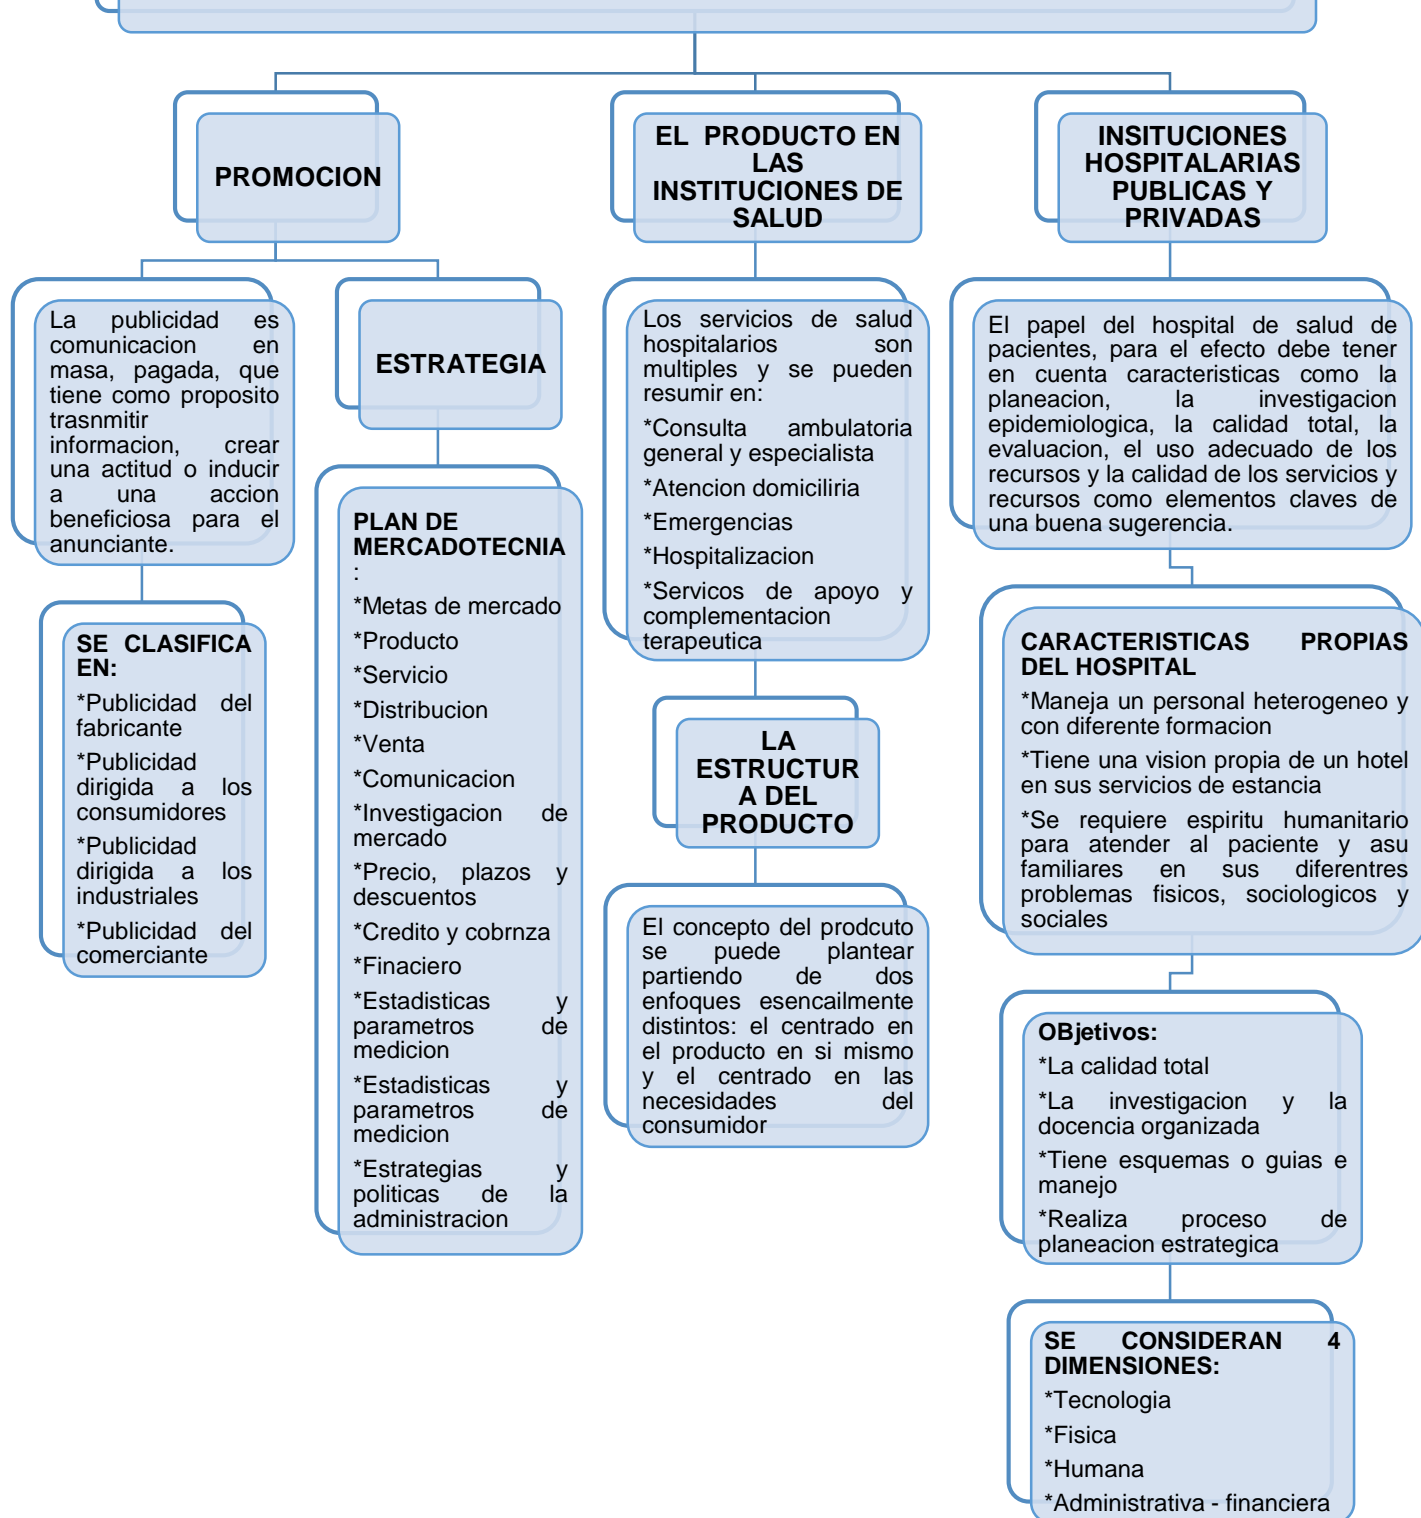 PROMOCION
La publicidad es
comunicacion en
masa, pagada, que
tiene como proposito
trasnmitir
informacion, crear
una actitud o inducir
a una accion
beneficiosa para el
anunciante.
SE CLASIFICA
EN:
*Publicidad del
fabricante
*Publicidad
dirigida a los
consumidores
*Publicidad
dirigida a los
industriales
*Publicidad del
comerciante
ESTRATEGIA
PLAN DE
MERCADOTECNIA
:
*Metas de mercado
*Producto
*Servicio
*Distribucion
*Venta
*Comunicacion
*Investigacion de
mercado
*Precio, plazos y
descuentos
*Credito y cobrnza
*Finaciero
*Estadisticas y
parametros de
medicion
*Estadisticas y
parametros de
medicion
*Estrategias y
politicas de la
administracion
EL PRODUCTO EN
LAS
INSTITUCIONES DE
SALUD
Los servicios de salud
hospitalarios son
multiples y se pueden
resumir en:
*Consulta ambulatoria
general y especialista
*Atencion domiciliria
*Emergencias
*Hospitalizacion
*Servicos de apoyo y
complementacion
terapeutica
LA
ESTRUCTUR
A DEL
PRODUCTO
El concepto del prodcuto
se puede plantear
partiendo de dos
enfoques esencailmente
distintos: el centrado en
el producto en si mismo
y el centrado en las
necesidades del
consumidor
INSITUCIONES
HOSPITALARIAS
PUBLICAS Y
PRIVADAS
El papel del hospital de salud de
pacientes, para el efecto debe tener
en cuenta caracteristicas como la
planeacion, la investigacion
epidemiologica, la calidad total, la
evaluacion, el uso adecuado de los
recursos y la calidad de los servicios y
recursos como elementos claves de
una buena sugerencia.
CARACTERISTICAS PROPIAS
DEL HOSPITAL
*Maneja un personal heterogeneo y
con diferente formacion
*Tiene una vision propia de un hotel
en sus servicios de estancia
*Se requiere espiritu humanitario
para atender al paciente y asu
familiares en sus diferentres
problemas fisicos, sociologicos y
sociales
OBjetivos:
*La calidad total
*La investigacion y la
docencia organizada
*Tiene esquemas o guias e
manejo
*Realiza proceso de
planeacion estrategica
SE CONSIDERAN 4
DIMENSIONES:
*Tecnologia
*Fisica
*Humana
*Administrativa - financiera